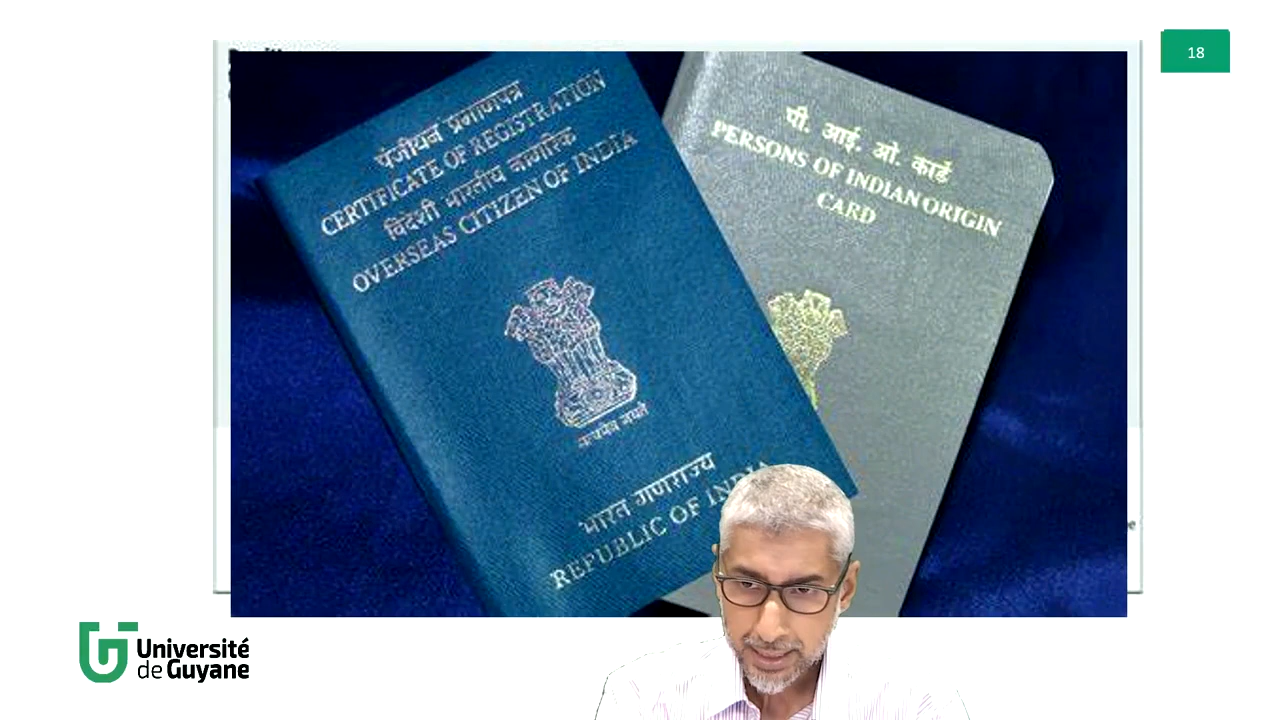 18
पंजीयन प्रमाणपत्र
CERTIFICATE OF REGISTRATION
विदेशी भारतीय नागरिक
OVERSEAS CITIZEN OF INDIA
सत्यमेव जयते
भारत गणराज्य
REPUBLIC OF INDIA
पी. आई. ओ. कार्ड
PERSONS OF INDIAN ORIGIN
CARD
Université
de Guyane